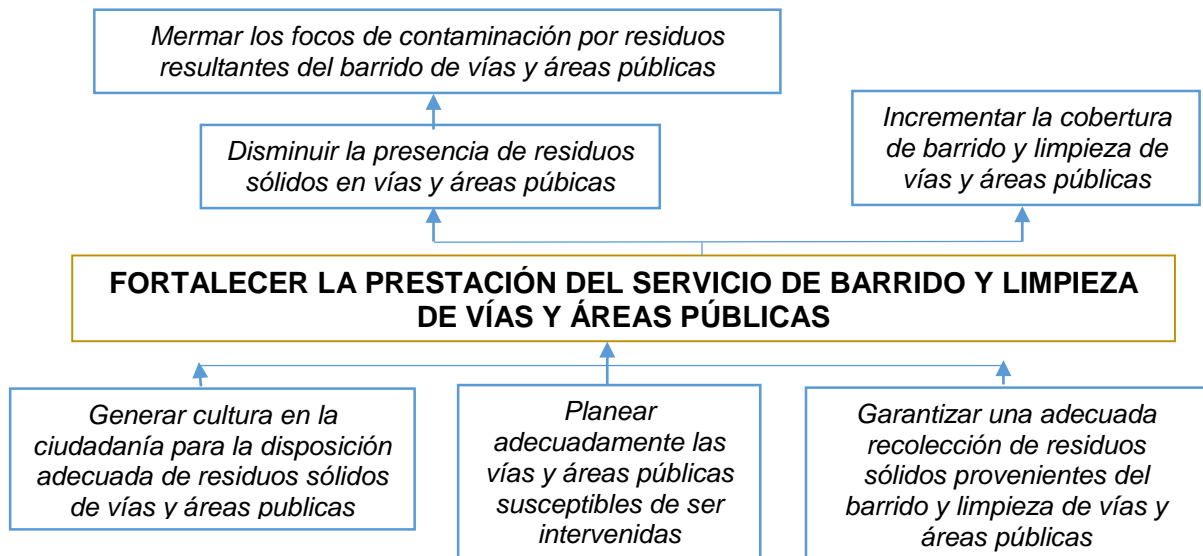 Mermar los focos de contaminación por residuos
resultantes del barrido de vías y áreas públicas
Disminuir la presencia de residuos
sólidos en vías y áreas púbicas
Incrementar la cobertura
de barrido y limpieza de
vías y áreas públicas
FORTALECER LA PRESTACIÓN DEL SERVICIO DE BARRIDO Y LIMPIEZA
DE VÍAS Y ÁREAS PÚBLICAS
Generar cultura en la
ciudadanía para la disposición
adecuada de residuos sólidos
de vías y áreas publicas
Planear
adecuadamente las
vías y áreas públicas
susceptibles de ser
intervenidas
Garantizar una adecuada
recolección de residuos
sólidos provenientes del
barrido y limpieza de vías y
áreas públicas